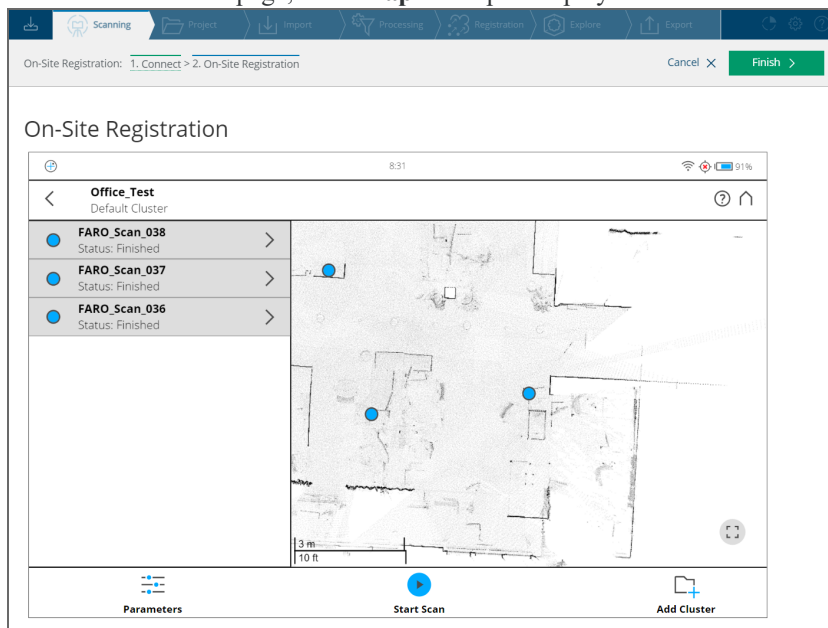 Scanning Project Import Processing Registration Explore Export
On-Site Registration: 1. Connect > 2. On-Site Registration Cancel Finish
On-Site Registration
8:31 91%
Office_Test
Default Cluster
FARO_Scan_038
Status: Finished
FARO_Scan_037
Status: Finished
FARO_Scan_036
Status: Finished
3 m
10 ft
Parameters Start Scan Add Cluster